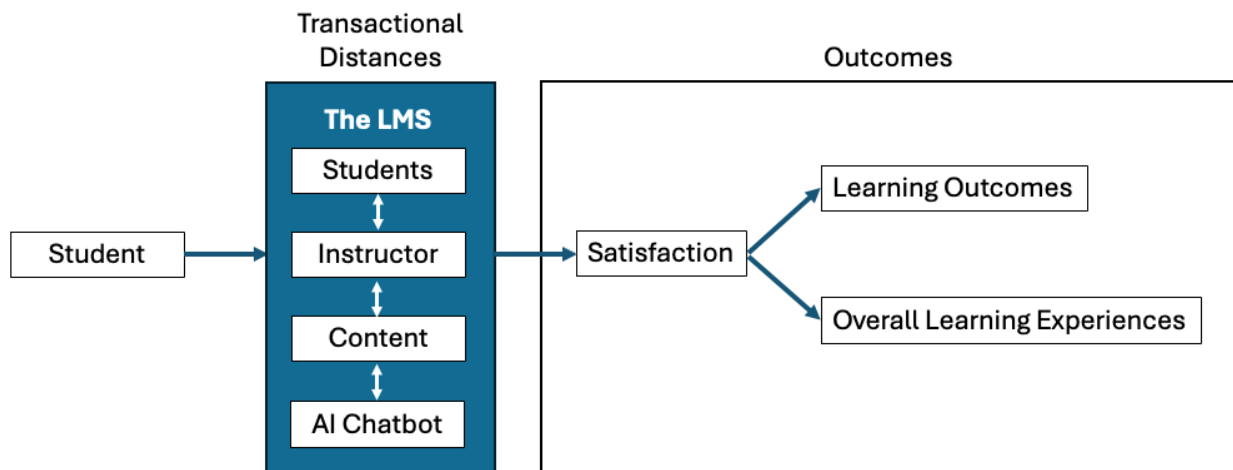 Transactional
Distances
Outcomes
The LMS
Students
Learning Outcomes
Student
Instructor
Satisfaction
Content
Overall Learning Experiences
AI Chatbot